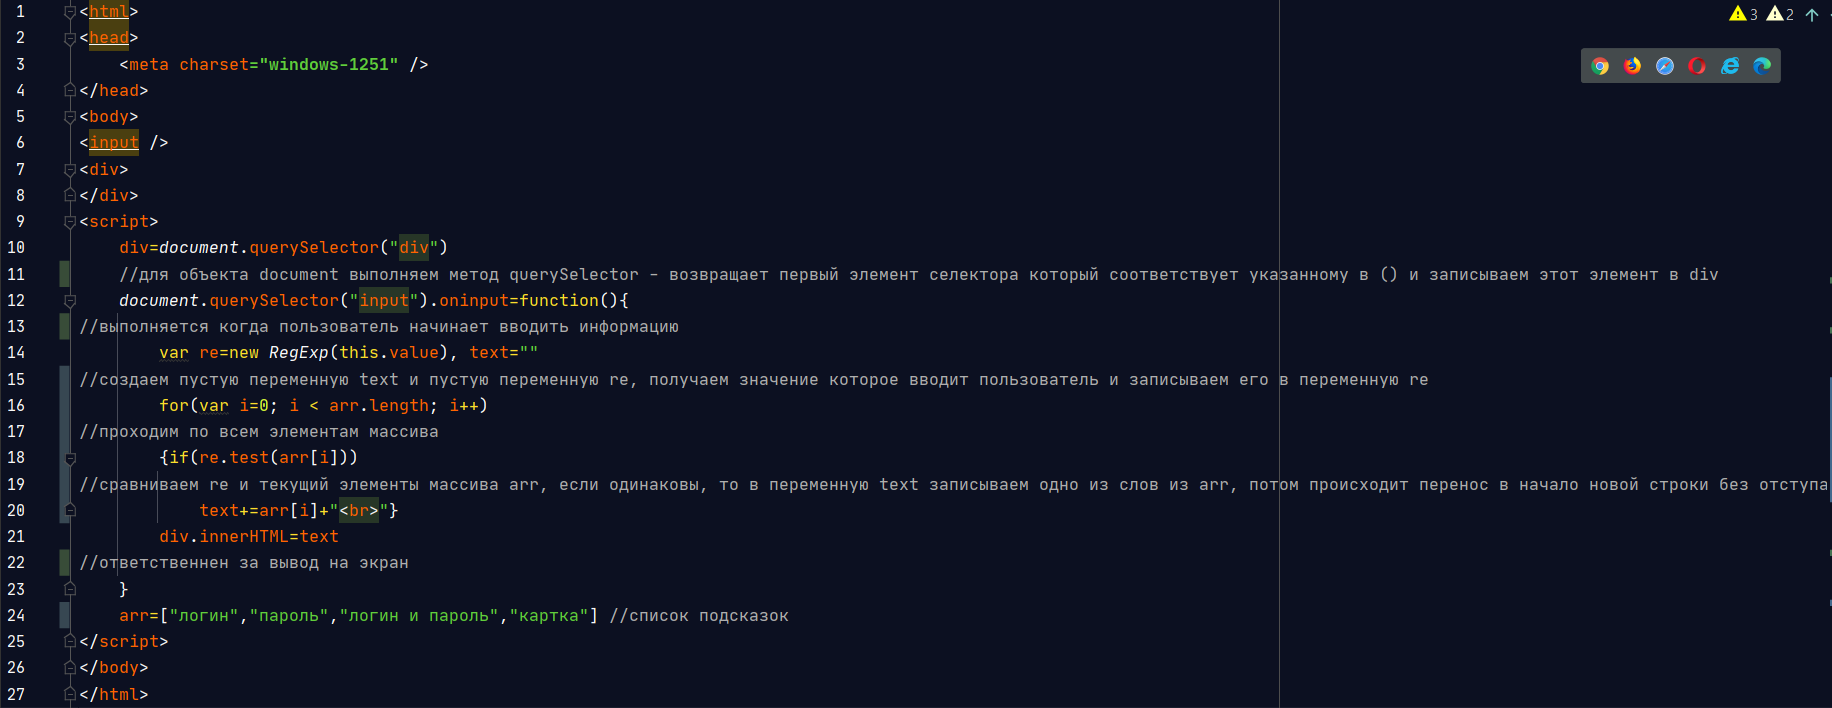 3 2
1 <html>
2 <head>
3 <meta charset="windows-1251" />
4 </head>
5 <body>
6 <input />
7 <div>
8 </div>
9 <script>
10 div=document.querySelector("div")
11 //для объекта document выполняем метод querySelector - возвращает первый элемент селектора который соответствует указанному в () и записываем этот элемент в div
12 document.querySelector("input").oninput=function(){
13 //выполняется когда пользователь начинает вводить информацию
14 var re=new RegExp(this.value), text=""
15 //создаем пустую переменную text и пустую переменную re, получаем значение которое вводит пользователь и записываем его в переменную re
16 for(var i=0; i < arr.length; i++)
17 //проходим по всем элементам массива
18 {if(re.test(arr[i]))
19 //сравниваем re и текущий элементы массива arr, если одинаковы, то в переменную text записываем одно из слов из arr, потом происходит перенос в начало новой строки без отступа
20 text+=arr[i]+"<br>"}
21 div.innerHTML=text
22 //ответственнен за вывод на экран
23 }
24 arr=["логин","пароль","логин и пароль","картка"] //список подсказок
25 </script>
26 </body>
27 </html>